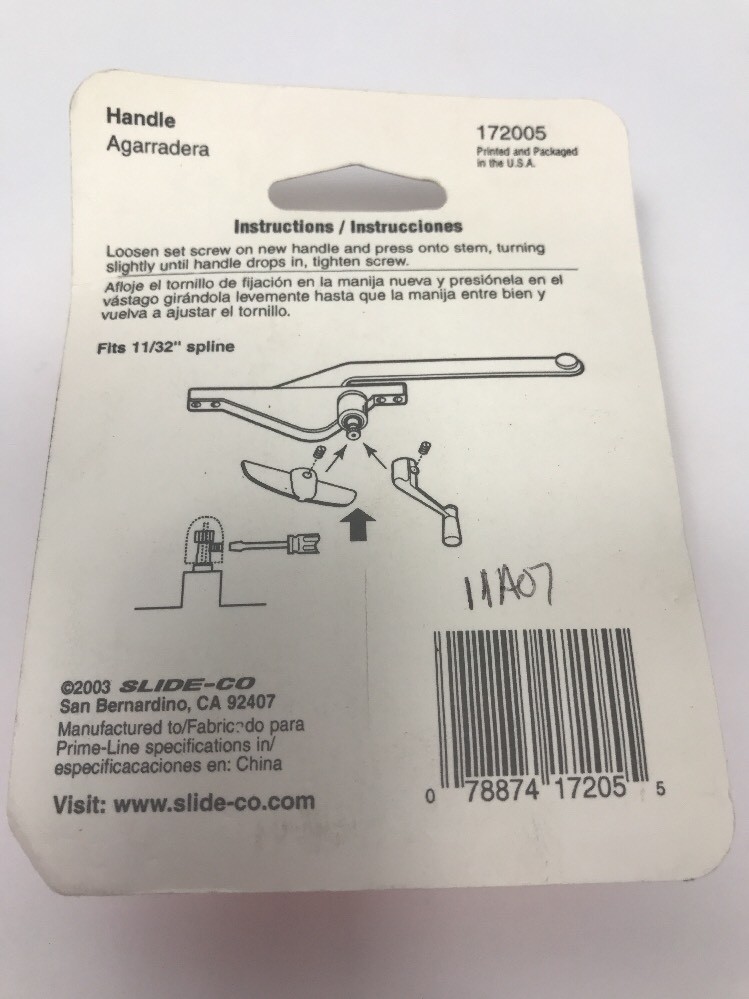 Handle
Agarradera
172005
Printed and Packaged
in the U.S.A.
Instructions / Instrucciones
Loosen set screw on new handle and press onto stem, turning
slightly until handle drops in, tighten screw.
Afloje el tornillo de fijación en la manija nueva y presiónela en el
vástago girándola levemente hasta que la manija entre bien y
vuelva a ajustar el tornillo.
Fits 11/32" spline
11A07
©2003 SLIDE-CO
San Bernardino, CA 92407
Manufactured to/Fabricado para
Prime-Line specifications in/
especificacaciones en: China
Visit: www.slide-co.com
0 78874 17205 5